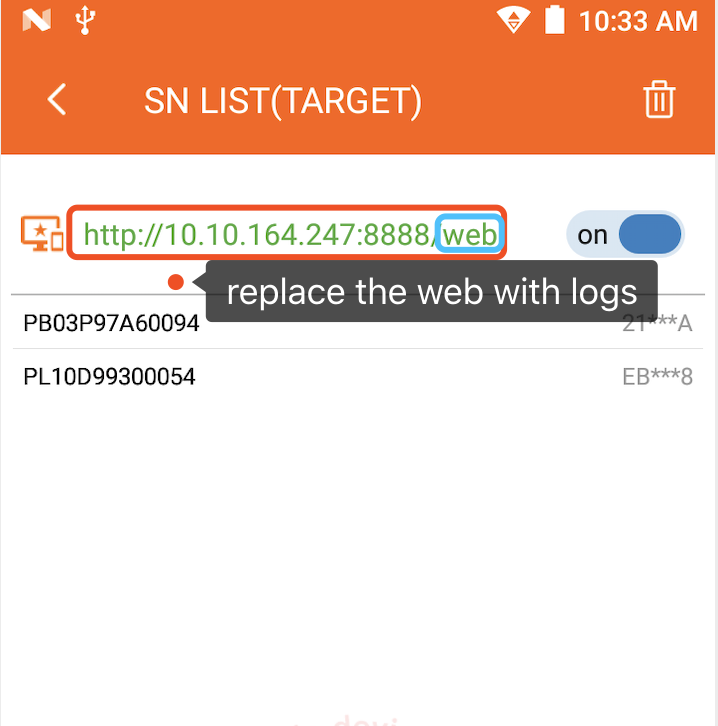 10:33 AM
SN LIST(TARGET)
http://10.10.164.247:8888/web
on
replace the web with logs
PB03P97A60094 21***A
PL10D99300054 EB***8